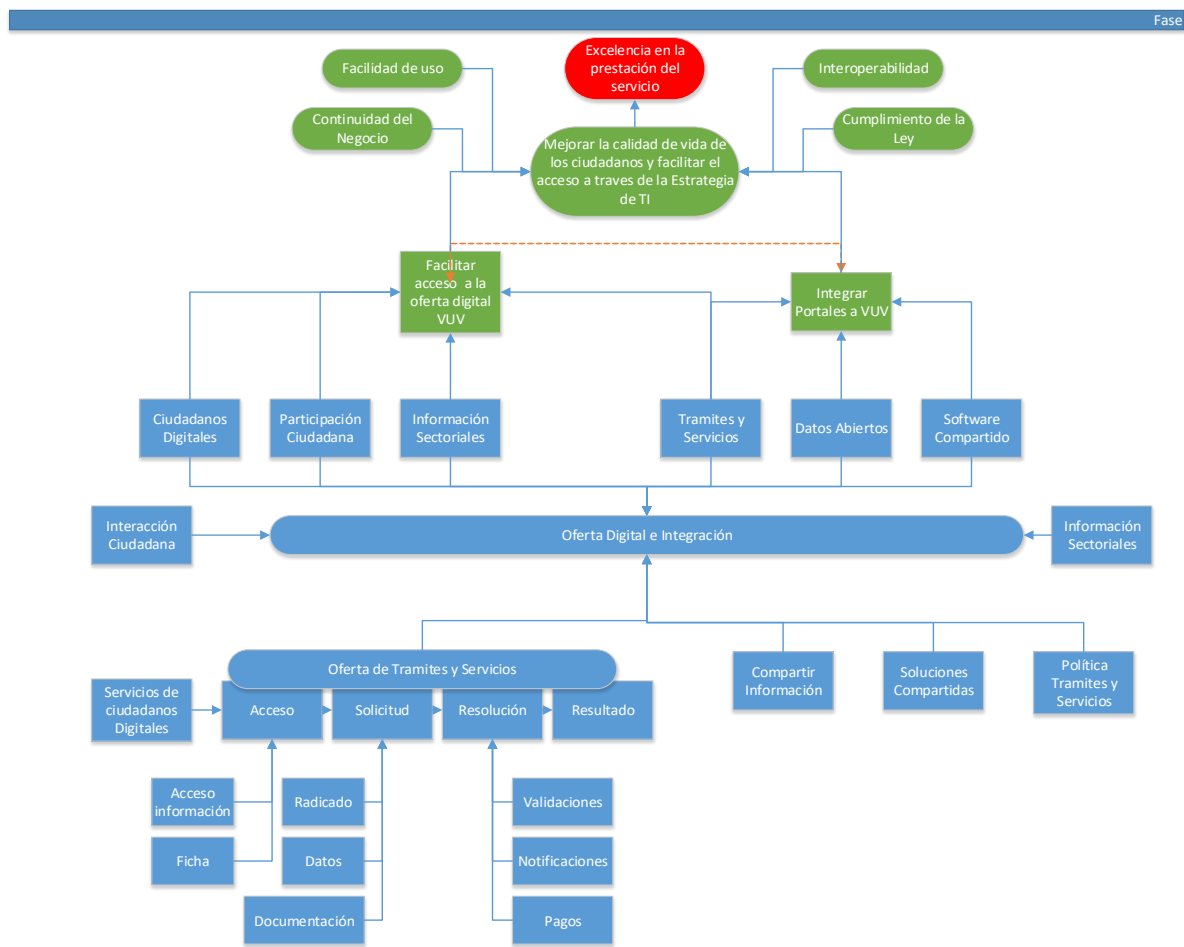 Fase
Facilidad de uso
Excelencia en la
prestación del
servicio
Interoperabilidad
Continuidad del
Negocio
Mejorar la calidad de vida de
los ciudadanos y facilitar el
acceso a traves de la Estrategia
de TI
Cumplimiento de la
Ley
Facilitar
acceso a la
oferta digital
VUV
Integrar
Portales a VUV
Ciudadanos
Digitales
Participación
Ciudadana
Información
Sectoriales
Tramites y
Servicios
Datos Abiertos
Software
Compartido
Interacción
Ciudadana
Oferta Digital e Integración
Información
Sectoriales
Oferta de Tramites y Servicios
Compartir
Información
Soluciones
Compartidas
Política
Tramites y
Servicios
Servicios de
ciudadanos
Digitales
Acceso
Solicitud
Resolución
Resultado
Acceso
información
Radicado
Validaciones
Ficha
Datos
Notificaciones
Documentación
Pagos